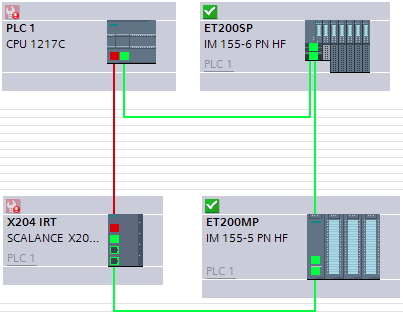 PLC 1
CPU 1217C
ET200SP
IM 155-6 PN HF
PLC 1
X204 IRT
SCALANCE X20...
PLC 1
ET200MP
IM 155-5 PN HF
PLC 1